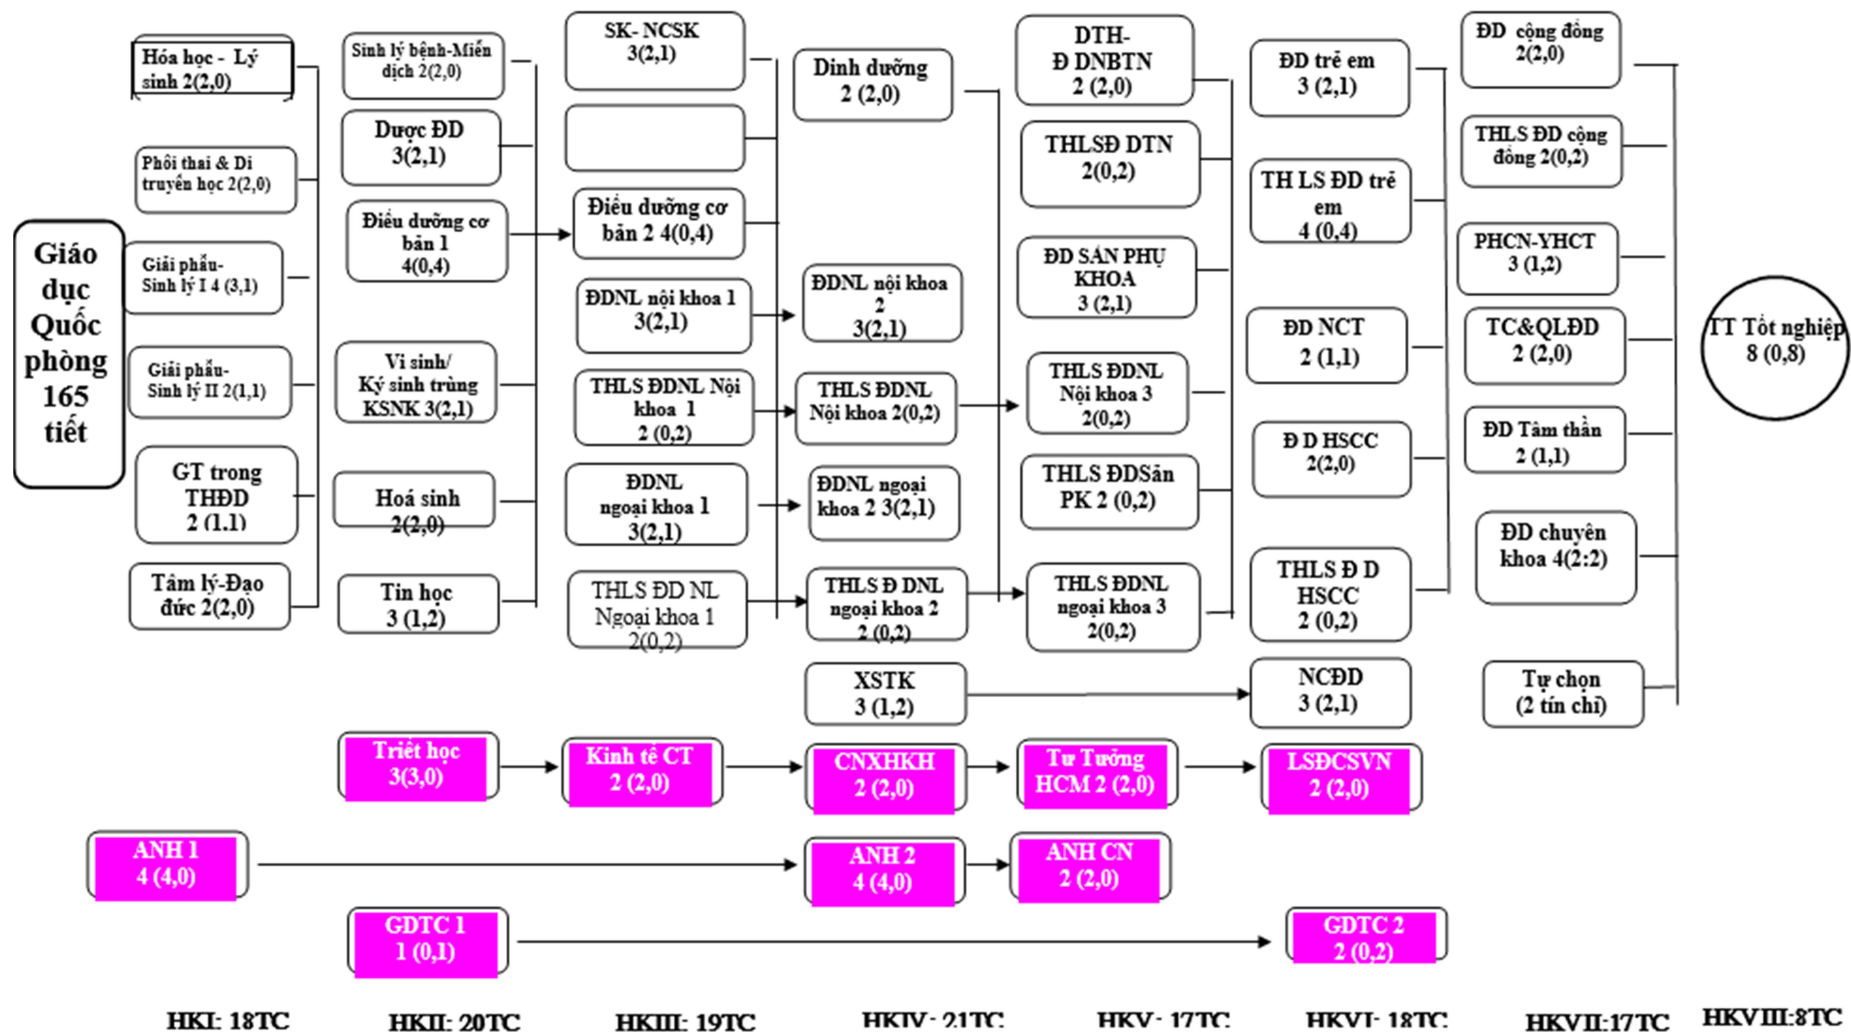 Giáo
dục
Quốc
phòng
165
tiết
Hóa học - Lý
sinh 2(2,0)
Phôi thai & Di
truyền học 2(2,0)
Giải phẫu-
Sinh lý I 4 (3,1)
Giải phẫu-
Sinh lý II 2(1,1)
GT trong
THĐD
2 (1,1)
Tâm lý-Đạo
đức 2(2,0)
Sinh lý bệnh-Miễn
dịch 2(2,0)
Dược ĐD
3(2,1)
Điều dưỡng cơ
bản 1
4(0,4)
Vi sinh/
Ký sinh trùng
KSNK 3(2,1)
Hoá sinh
2(2,0)
Tin học
3 (1,2)
SK- NCSK
3(2,1)
Điều dưỡng cơ
bản 2 4(0,4)
ĐDNL nội khoa 1
3(2,1)
THLS ĐDNL Nội
khoa 1
2 (0,2)
ĐDNL
ngoại khoa 1
3(2,1)
THLS ĐD NL
Ngoại khoa 1
2(0,2)
Dinh dưỡng
2 (2,0)
ĐDNL nội khoa
2
3(2,1)
THLS ĐDNL
Nội khoa 2(0,2)
ĐDNL ngoại
khoa 2 3(2,1)
THLS Đ DNL
ngoại khoa 2
2 (0,2)
XSTK
3 (1,2)
DTH-
Đ DNBTN
2 (2,0)
THLSĐ DTN
2(0,2)
ĐD SẢN PHỤ
KHOA
3 (2,1)
THLS ĐDNL
Nội khoa 3
2(0,2)
THLS ĐDSản
PK 2 (0,2)
THLS ĐDNL
ngoại khoa 3
2(0,2)
ĐD trẻ em
3 (2,1)
TH LS ĐD trẻ
em
4 (0,4)
ĐD NCT
2 (1,1)
Đ D HSCC
2(2,0)
THLS Đ D
HSCC
2 (0,2)
NCĐD
3 (2,1)
ĐD cộng đồng
2(2,0)
THLS ĐD cộng
đồng 2(0,2)
PHCN-YHCT
3 (1,2)
TC&QLĐD
2 (2,0)
ĐD Tâm thần
2 (1,1)
ĐD chuyên
khoa 4(2:2)
Tự chọn
(2 tín chỉ)
TT Tốt nghiệp
8 (0,8)
Triết học
3(3,0)
Kinh tế CT
2 (2,0)
CNXHKH
2 (2,0)
Tư Tưởng
HCM 2 (2,0)
LSĐCSVN
2 (2,0)
ANH 1
4 (4,0)
ANH 2
4 (4,0)
ANH CN
2 (2,0)
GDTC 1
1 (0,1)
GDTC 2
2 (0,2)
HKI: 18TC
HKII: 20TC
HKIII: 19TC
HKIV: 21TC
HKV: 17TC
HKVI: 18TC
HKVII:17TC
HKVIII:8TC